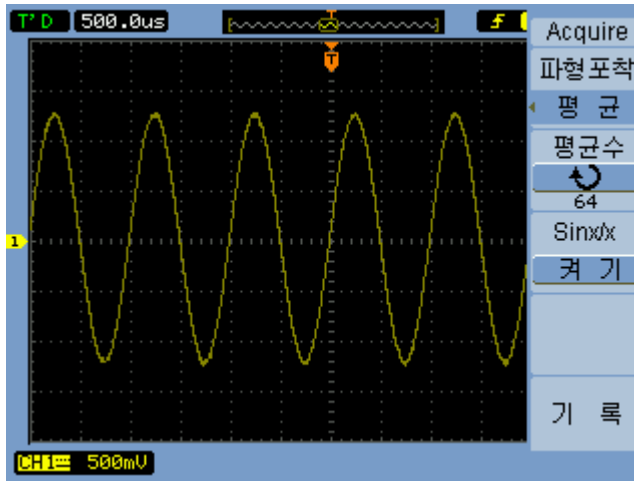 T'D 500.0us
T
T
1
Acquire
파형포착
평 균
평균수
64
Sinx/x
켜 기
기 록
CH1 500mV